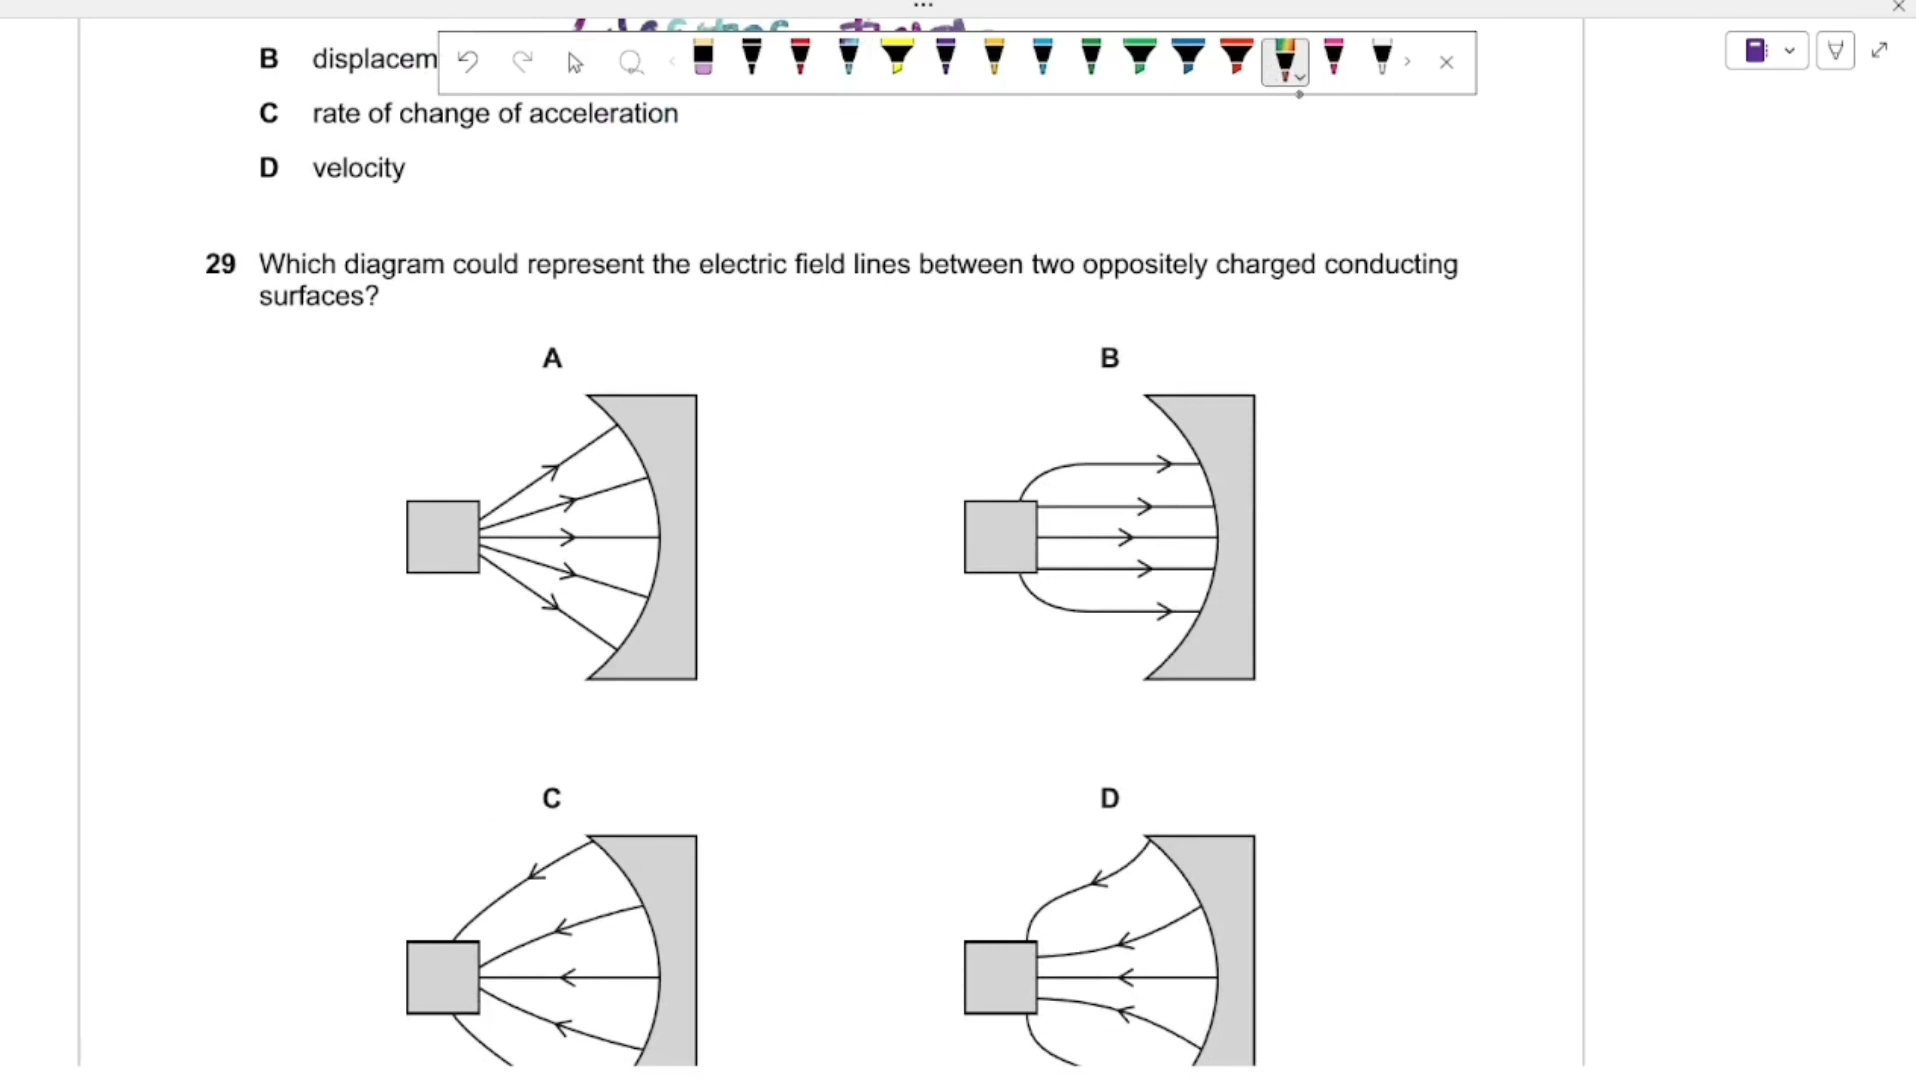 B displacem
C rate of change of acceleration
D velocity
29 Which diagram could represent the electric field lines between two oppositely charged conducting
surfaces?
A
B
C
D